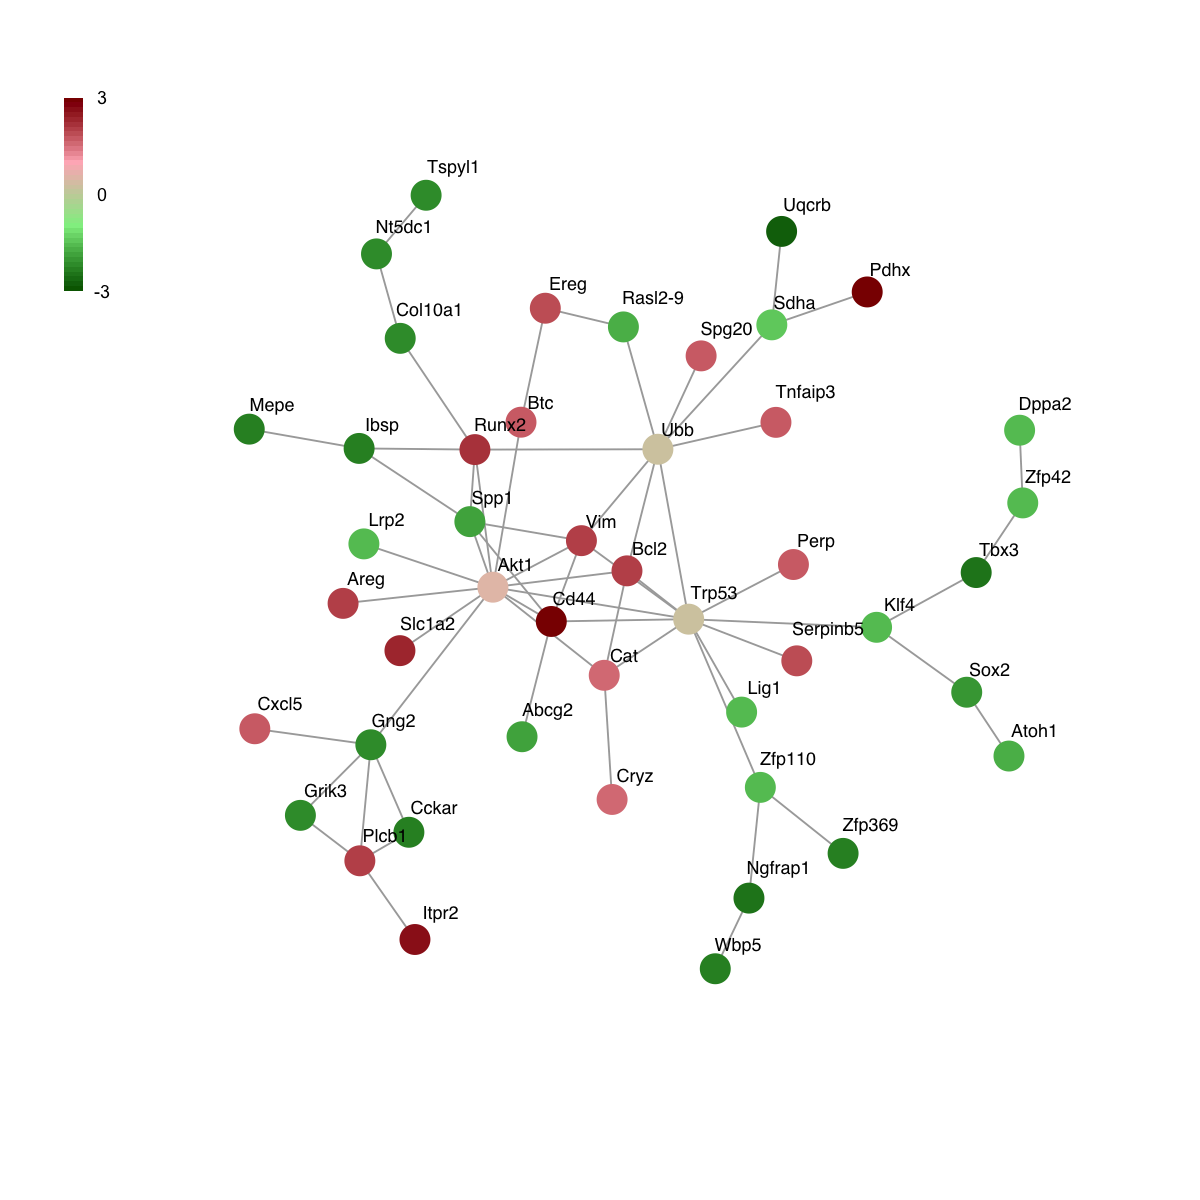 3
Tspyl1
0
Uqcrb
Nt5dc1
Pdhx
-3
Ereg
Rasl2-9
Sdha
Col10a1
Spg20
Tnfaip3
Mepe
Btc
Dppa2
Ibsp
Runx2
Ubb
Zfp42
Spp1
Lrp2
Vim
Perp
Bcl2
Tbx3
Akt1
Areg
Trp53
Cd44
Klf4
Slc1a2
Serpinb5
Cat
Sox2
Lig1
Cxcl5
Abcg2
Gng2
Atoh1
Zfp110
Cryz
Grik3
Cckar
Zfp369
Plcb1
Ngfrap1
Itpr2
Wbp5